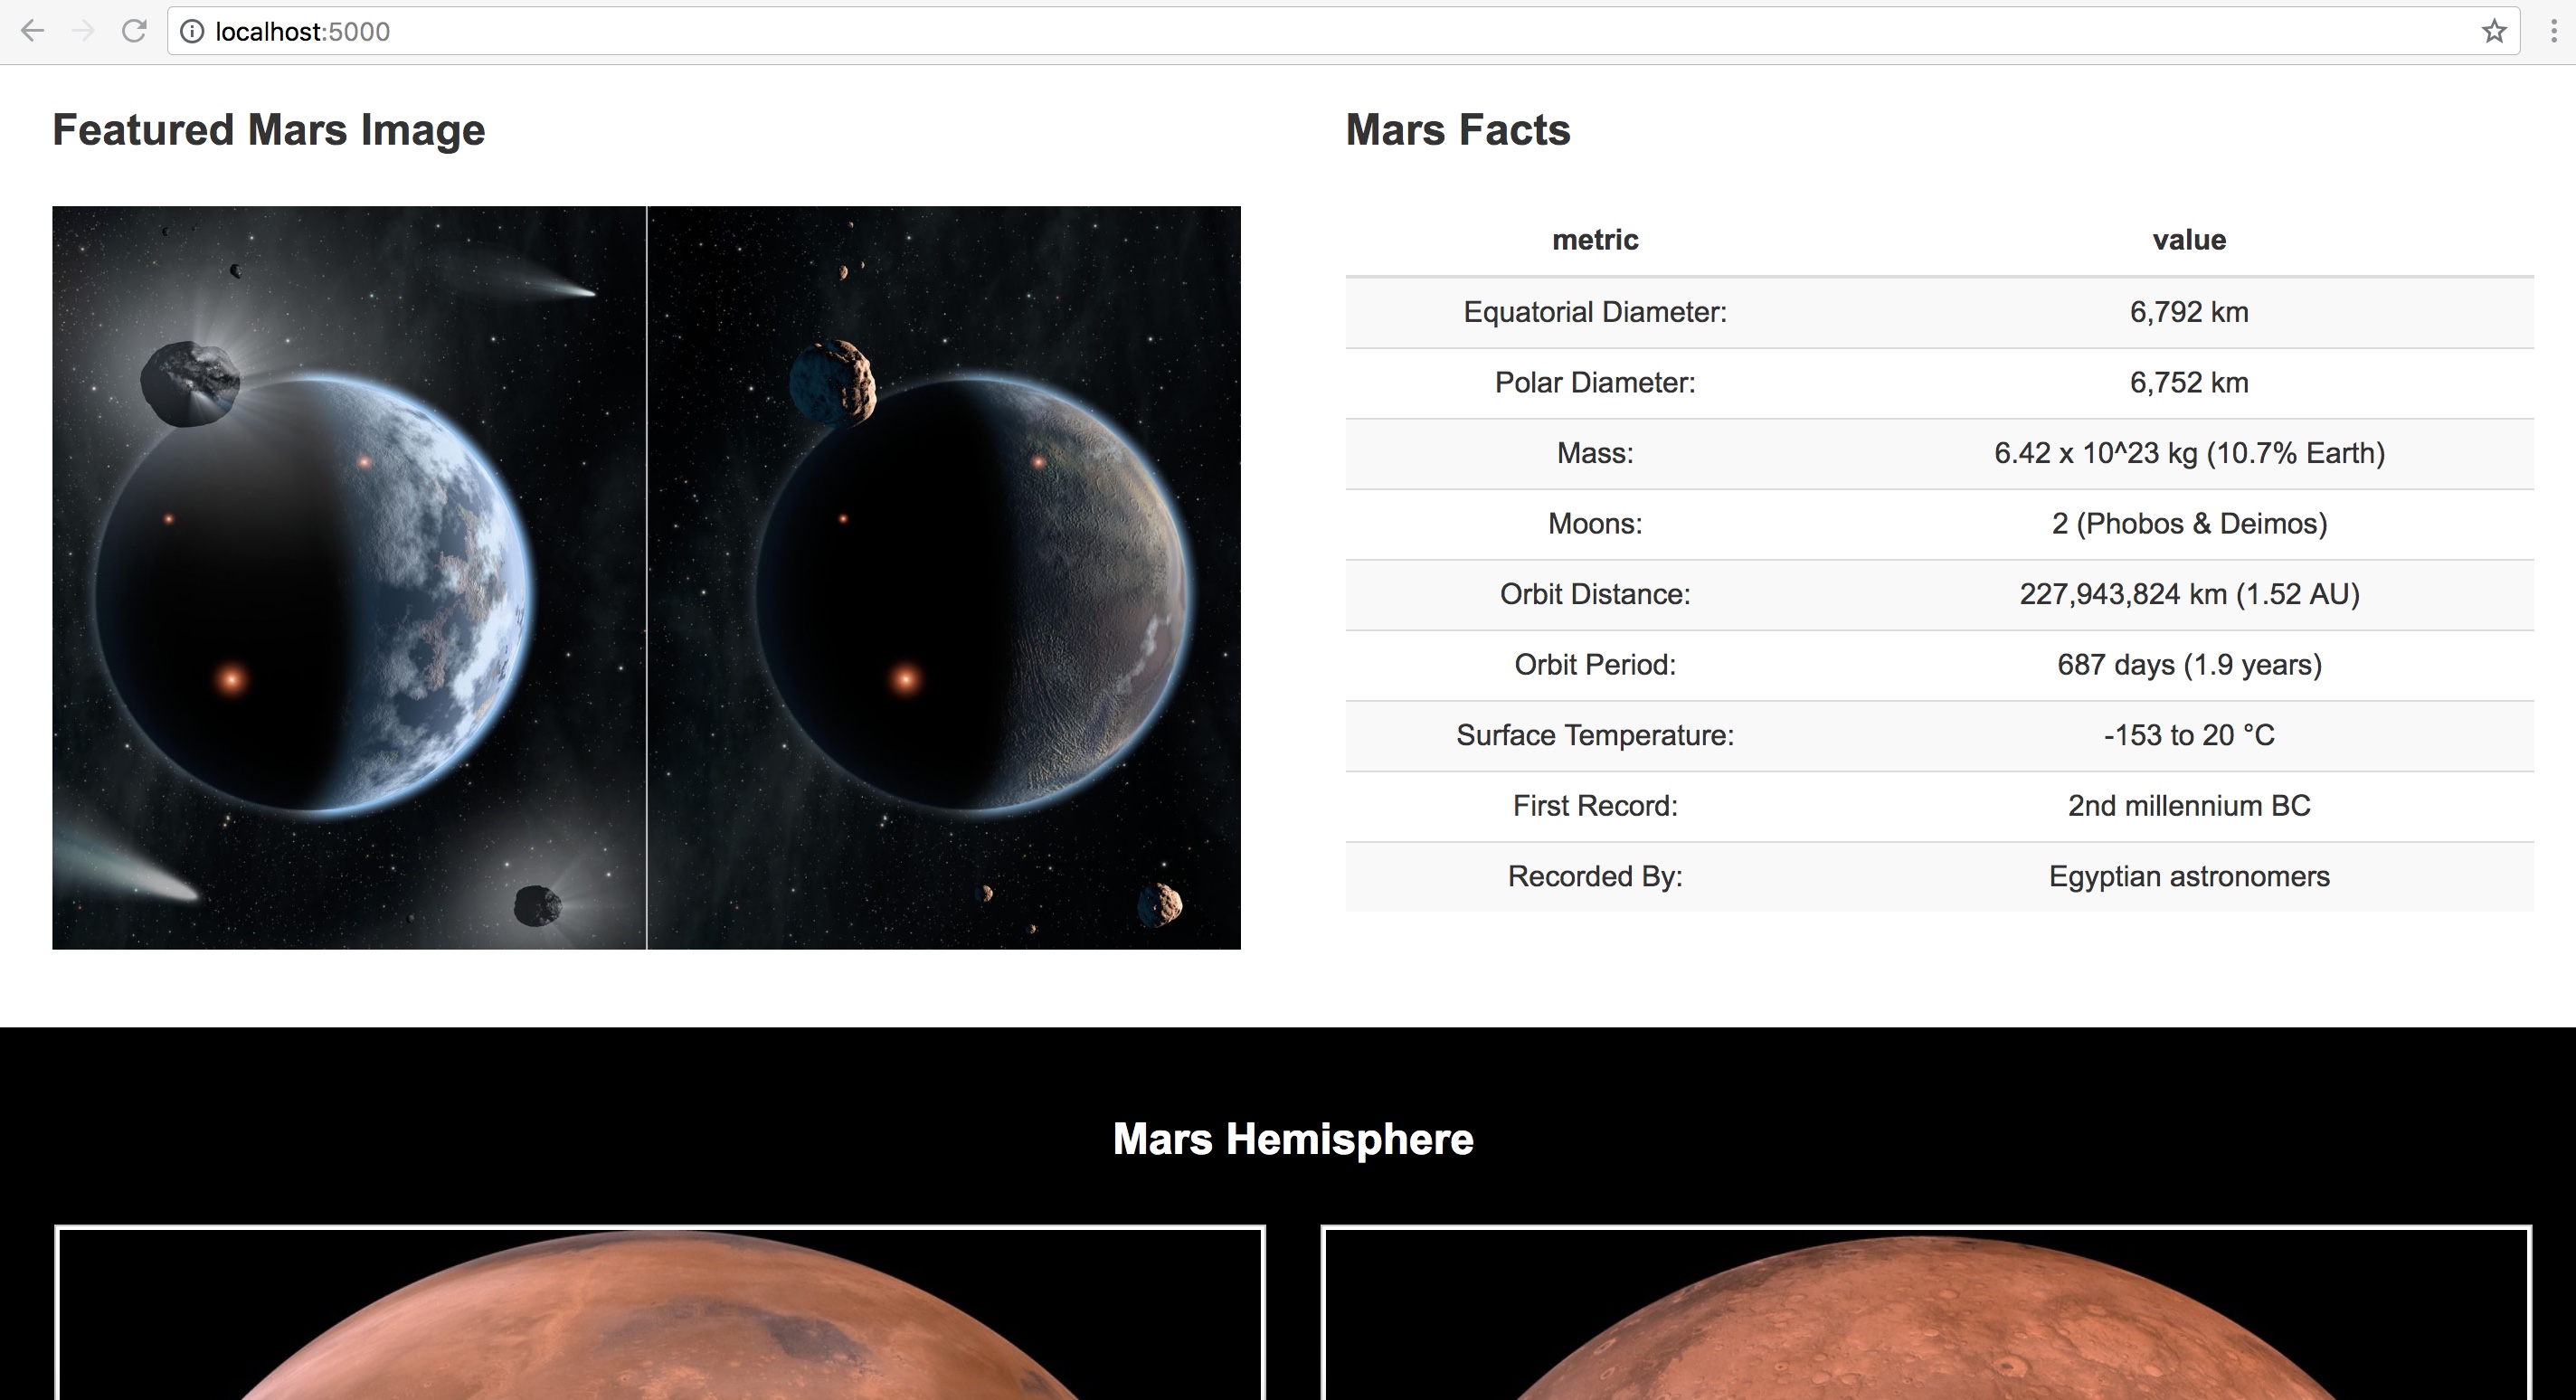 localhost:5000
Featured Mars Image
Mars Facts
metric value
Equatorial Diameter: 6,792 km
Polar Diameter: 6,752 km
Mass: 6.42 x 10^23 kg (10.7% Earth)
Moons: 2 (Phobos & Deimos)
Orbit Distance: 227,943,824 km (1.52 AU)
Orbit Period: 687 days (1.9 years)
Surface Temperature: -153 to 20 °C
First Record: 2nd millennium BC
Recorded By: Egyptian astronomers
Mars Hemisphere